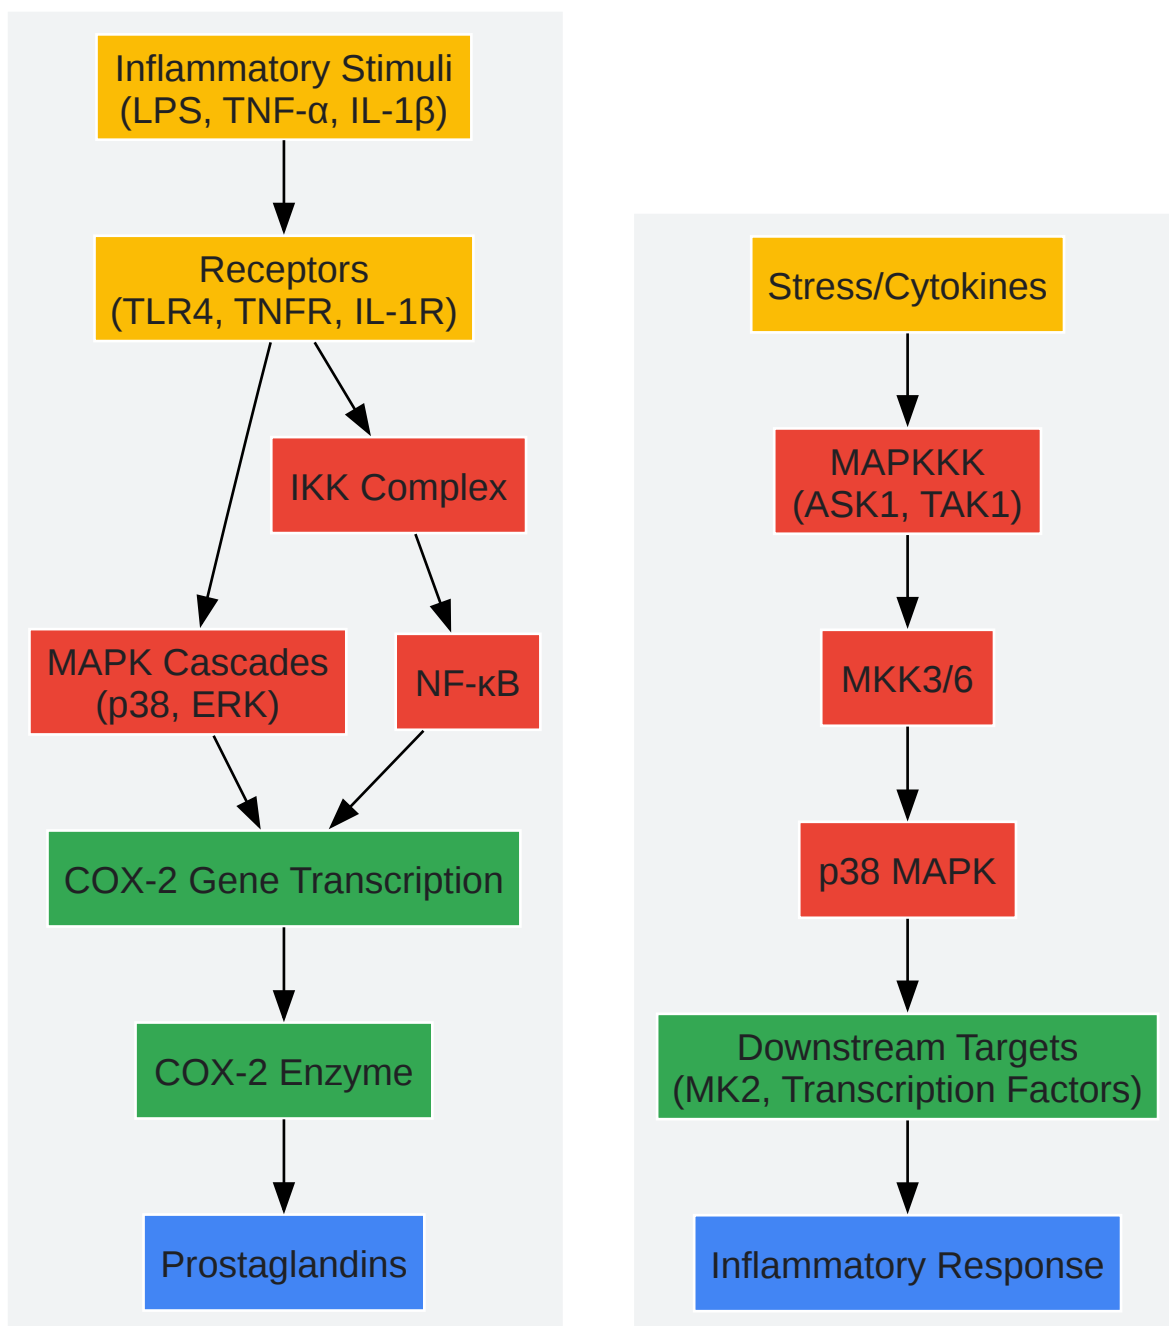 Inflammatory Stimuli
(LPS, TNF-α, IL-1β)
Receptors
(TLR4, TNFR, IL-1R)
IKK Complex
MAPK Cascades
(p38, ERK)
NF-κB
COX-2 Gene Transcription
COX-2 Enzyme
Prostaglandins
Stress/Cytokines
MAPKKK
(ASK1, TAK1)
MKK3/6
p38 MAPK
Downstream Targets
(MK2, Transcription Factors)
Inflammatory Response